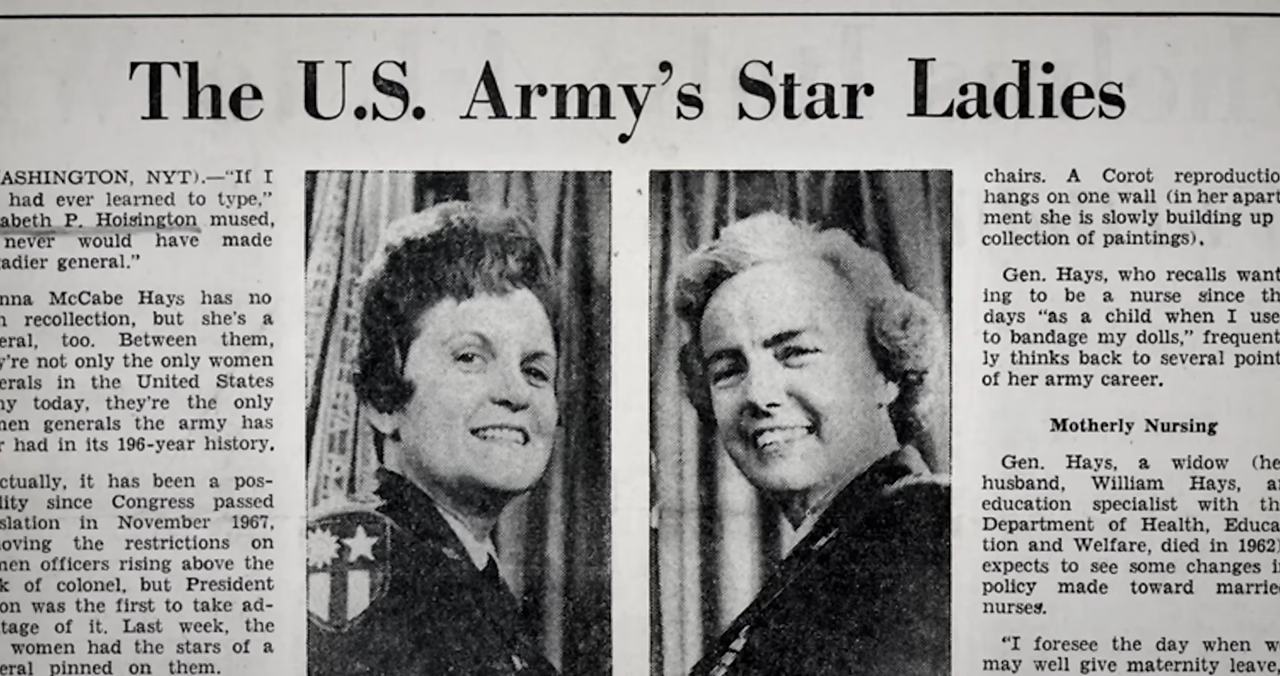 The U.S. Army's Star Ladies
ASHINGTON, NYT).—“If I
had ever learned to type,”
abeth P. Hoisington mused,
never would have made
adier general.”
nna McCabe Hays has no
n recollection, but she's a
eral, too. Between them,
y're not only the only women
erals in the United States
ny today, they're the only
nen generals the army has
r had in its 196-year history.
ctually, it has been a pos-
lity since Congress passed
slation in November 1967,
oving the restrictions on
nen officers rising above the
k of colonel, but President
on was the first to take ad-
tage of it. Last week, the
women had the stars of a
eral pinned on them.
chairs. A Corot reproductio
hangs on one wall (in her apart
ment she is slowly building up
collection of paintings).
Gen. Hays, who recalls want
ing to be a nurse since th
days “as a child when I use
to bandage my dolls,” frequent
ly thinks back to several point
of her army career.
Motherly Nursing
Gen. Hays, a widow (he
husband, William Hays, a
education specialist with th
Department of Health, Educa
tion and Welfare, died in 1962)
expects to see some changes i
policy made toward marrie
nurses.
“I foresee the day when w
may well give maternity leave,